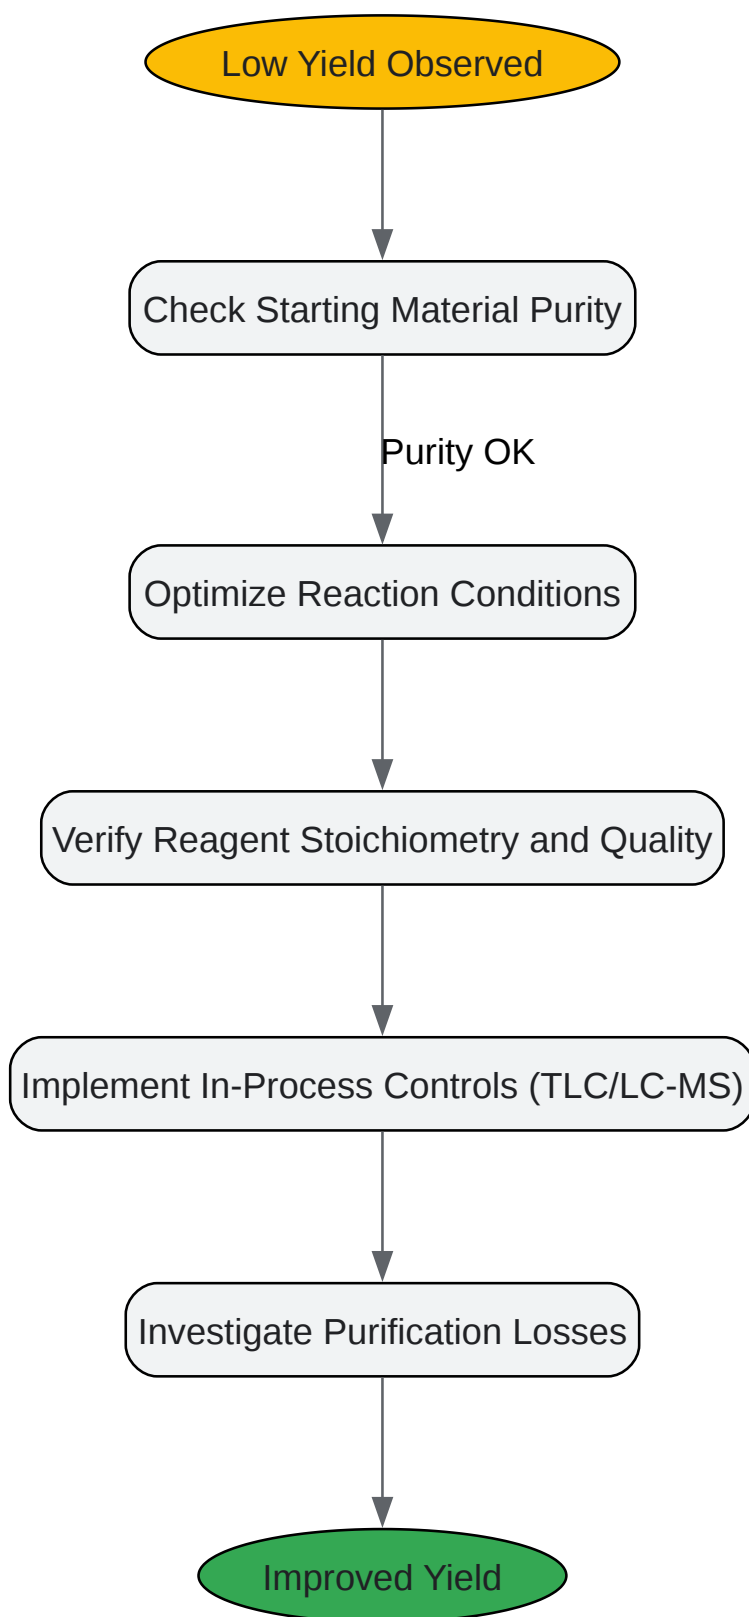 Low Yield Observed
Check Starting Material Purity
Purity OK
Optimize Reaction Conditions
Verify Reagent Stoichiometry and Quality
Implement In-Process Controls (TLC/LC-MS)
Investigate Purification Losses
Improved Yield